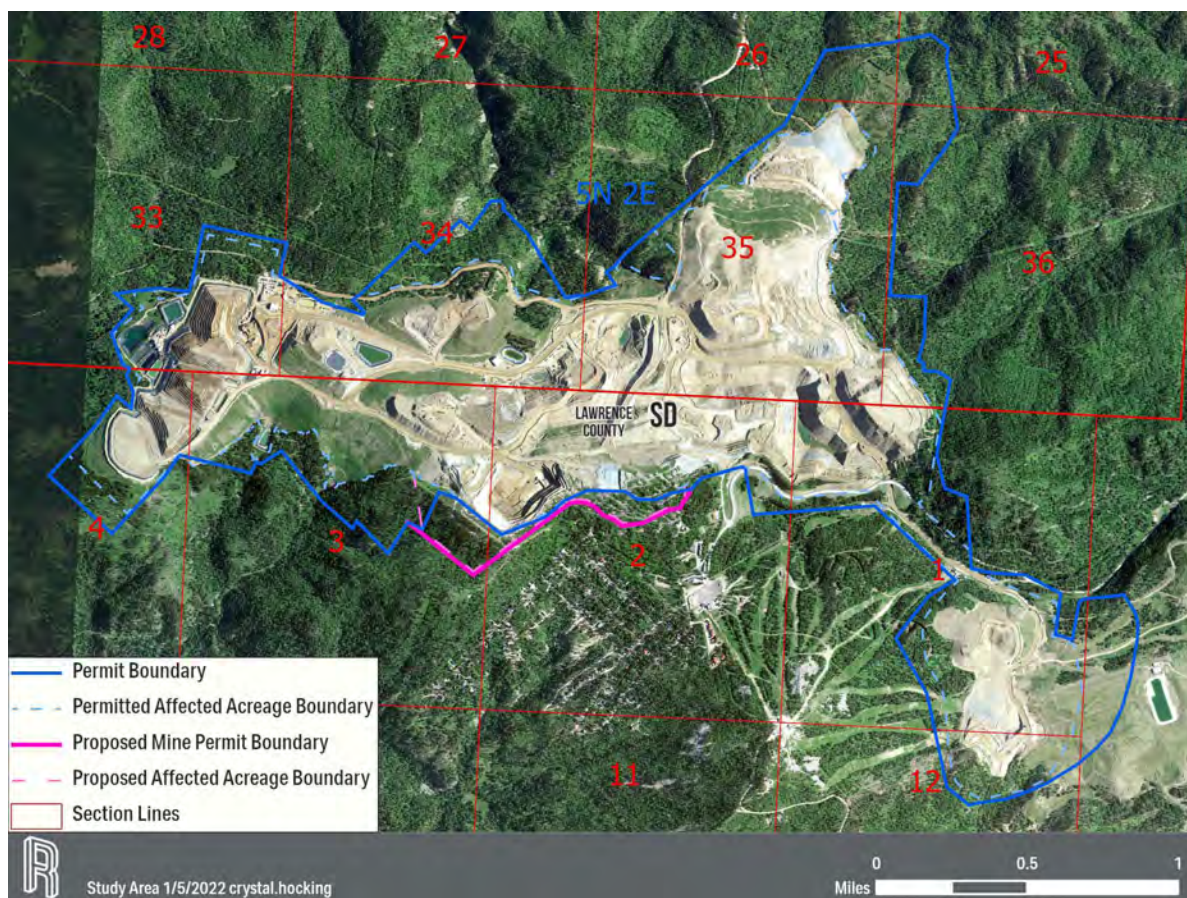 28
27
26
25
33
34
5N 2E
35
36
LAWRENCE
COUNTY
SD
4
3
2
1
11
12
Permit Boundary
Permitted Affected Acreage Boundary
Proposed Mine Permit Boundary
Proposed Affected Acreage Boundary
Section Lines
R
Study Area 1/5/2022 crystal.hocking
0 0.5 1
Miles